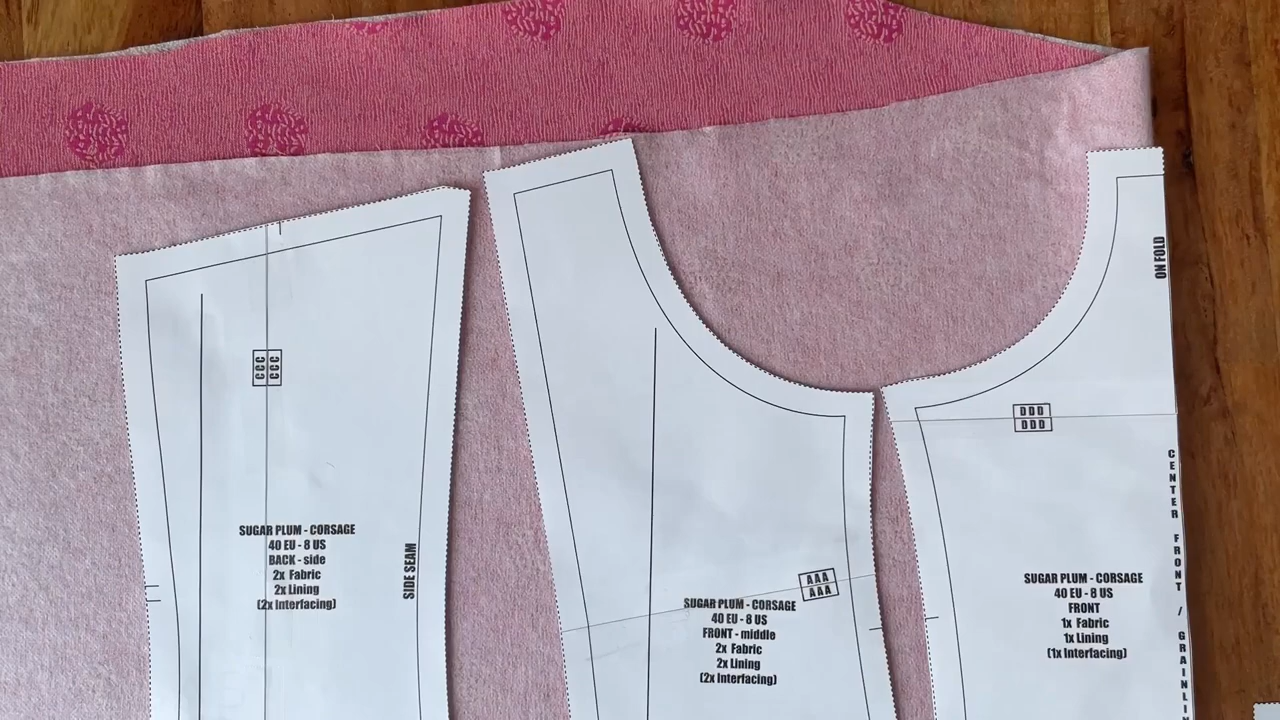 CCC
CCC
SUGAR PLUM - CORSAGE
40 EU - 8 US
BACK - side
2x Fabric
2x Lining
(2x Interfacing)
SIDE SEAM
AAA
AAA
SUGAR PLUM - CORSAGE
40 EU - 8 US
FRONT - middle
2x Fabric
2x Lining
(2x Interfacing)
ON FOLD
DDD
DDD
SUGAR PLUM - CORSAGE
40 EU - 8 US
FRONT
1x Fabric
1x Lining
(1x Interfacing)
CENTER FRONT / GRAINLI